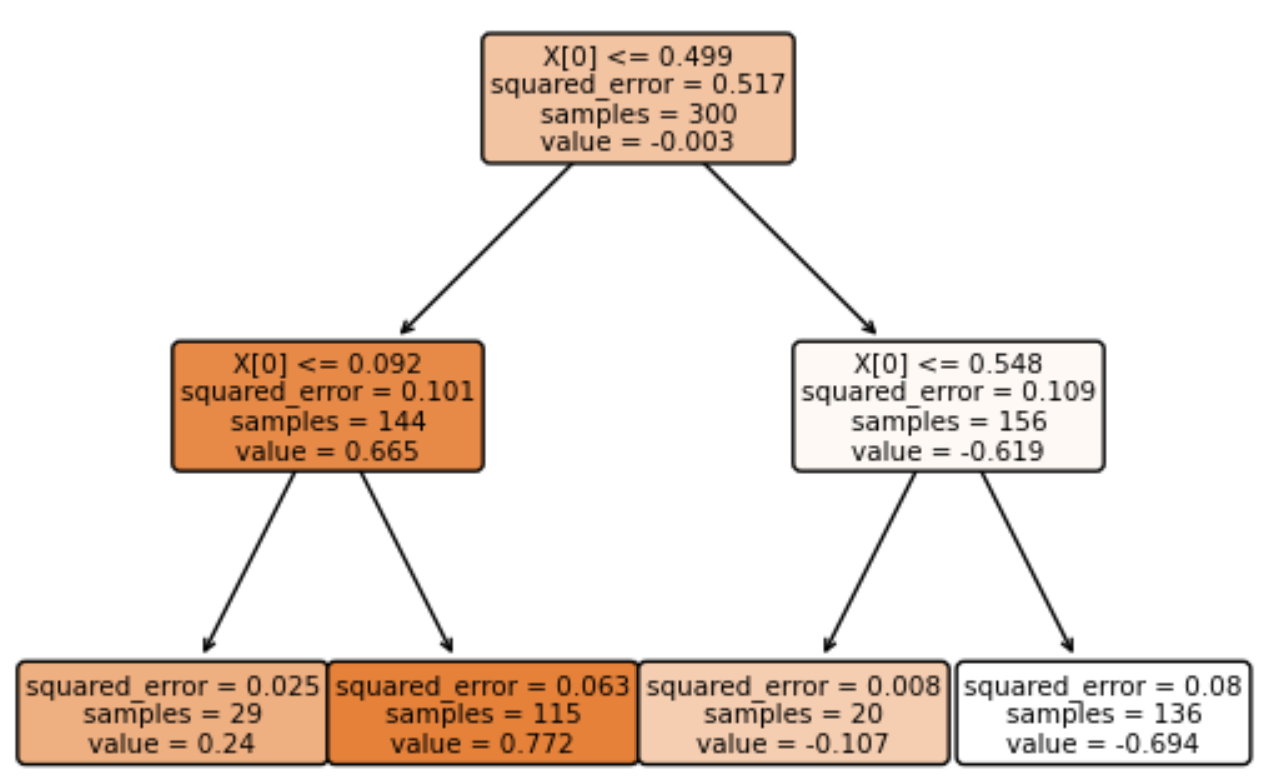 X[0] <= 0.499
squared_error = 0.517
samples = 300
value = -0.003
X[0] <= 0.092
squared_error = 0.101
samples = 144
value = 0.665
X[0] <= 0.548
squared_error = 0.109
samples = 156
value = -0.619
squared_error = 0.025
samples = 29
value = 0.24
squared_error = 0.063
samples = 115
value = 0.772
squared_error = 0.008
samples = 20
value = -0.107
squared_error = 0.08
samples = 136
value = -0.694